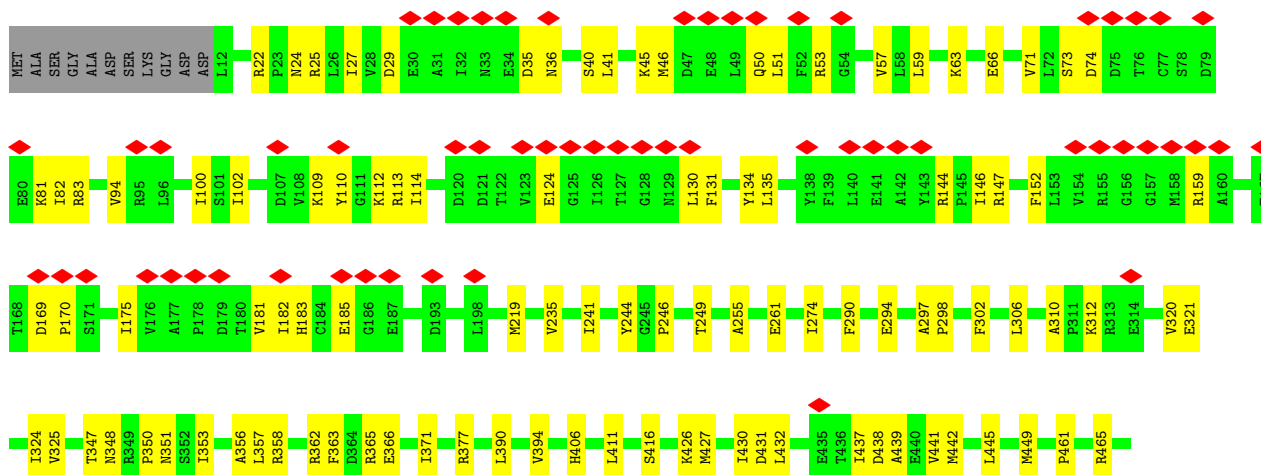 MET ALA SER GLY ALA ASP SER LYS GLY ASP ASP L12 R22 P23 N24 R25 L26 I27 V28 D29 E30 A31 I32 N33 E34 D35 N36 S40 L41 K45 M46 D47 E48 L49 Q50 L51 F52 R53 G54 V57 L58 L59 K63 E66 V71 L72 S73 D74 D75 T76 C77 S78 D79
E80 K81 I82 R83 V94 R95 L96 I100 S101 I102 D107 V108 K109 Y110 G111 K112 R113 I114 D120 D121 T122 V123 E124 G125 I126 T127 G128 N129 L130 F131 Y134 L135 Y138 F139 L140 E141 A142 Y143 R144 P145 I146 R147 F152 L153 V154 R155 G156 G157 M158 R159 A160
T168 D169 P170 S171 I175 V176 A177 P178 D179 T180 V181 I182 H183 C184 E185 G186 E187 D193 L198 M219 V235 I241 Y244 G245 P246 T249 A255 E261 I274 F290 E294 A297 P298 F302 L306 A310 P311 K312 R313 E314 V320 E321
I324 V325 T347 N348 R349 P350 N351 S352 I353 A356 L357 R358 R362 F363 D364 R365 E366 I371 R377 L390 V394 H406 L411 S416 K426 M427 I430 D431 L432 E435 T436 I437 D438 A439 E440 V441 M442 L445 M449 P461 R465